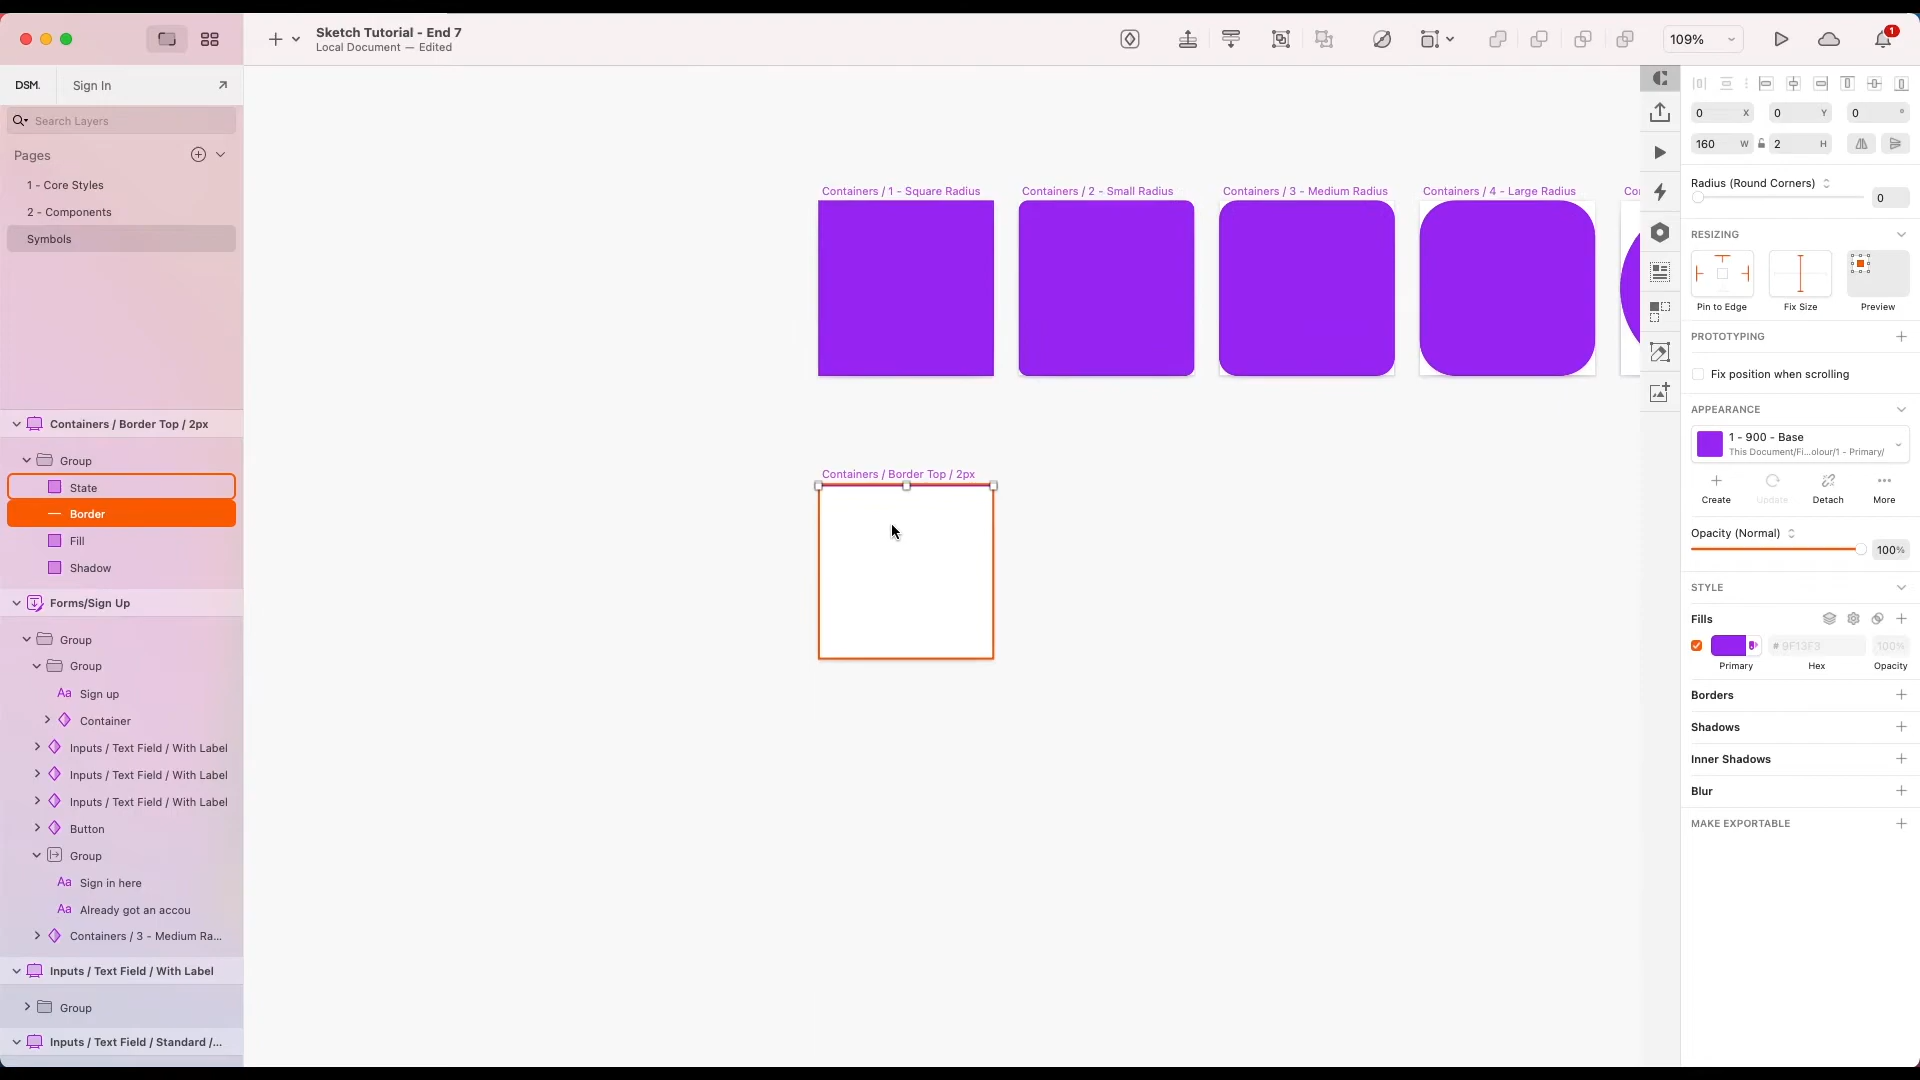 Sketch Tutorial - End 7
Local Document — Edited
109%
1
DSM.
Sign In
Search Layers
Pages
1 - Core Styles
2 - Components
Symbols
Containers / Border Top / 2px
Group
State
Border
Fill
Shadow
Forms/Sign Up
Group
Group
Aa Sign up
Container
Inputs / Text Field / With Label
Inputs / Text Field / With Label
Inputs / Text Field / With Label
Button
Group
Aa Sign in here
Aa Already got an accou
Containers / 3 - Medium Ra...
Inputs / Text Field / With Label
Group
Inputs / Text Field / Standard /...
Containers / 1 - Square Radius
Containers / 2 - Small Radius
Containers / 3 - Medium Radius
Containers / 4 - Large Radius
Co
Containers / Border Top / 2px
0 X 0 Y 0 °
160 W 2 H
Radius (Round Corners)
0
RESIZING
Pin to Edge Fix Size Preview
PROTOTYPING
Fix position when scrolling
APPEARANCE
1 - 900 - Base
This Document/Fi...olour/1 - Primary/
Create Update Detach More
Opacity (Normal)
100%
STYLE
Fills
# 9F13F3 100%
Primary Hex Opacity
Borders
Shadows
Inner Shadows
Blur
MAKE EXPORTABLE